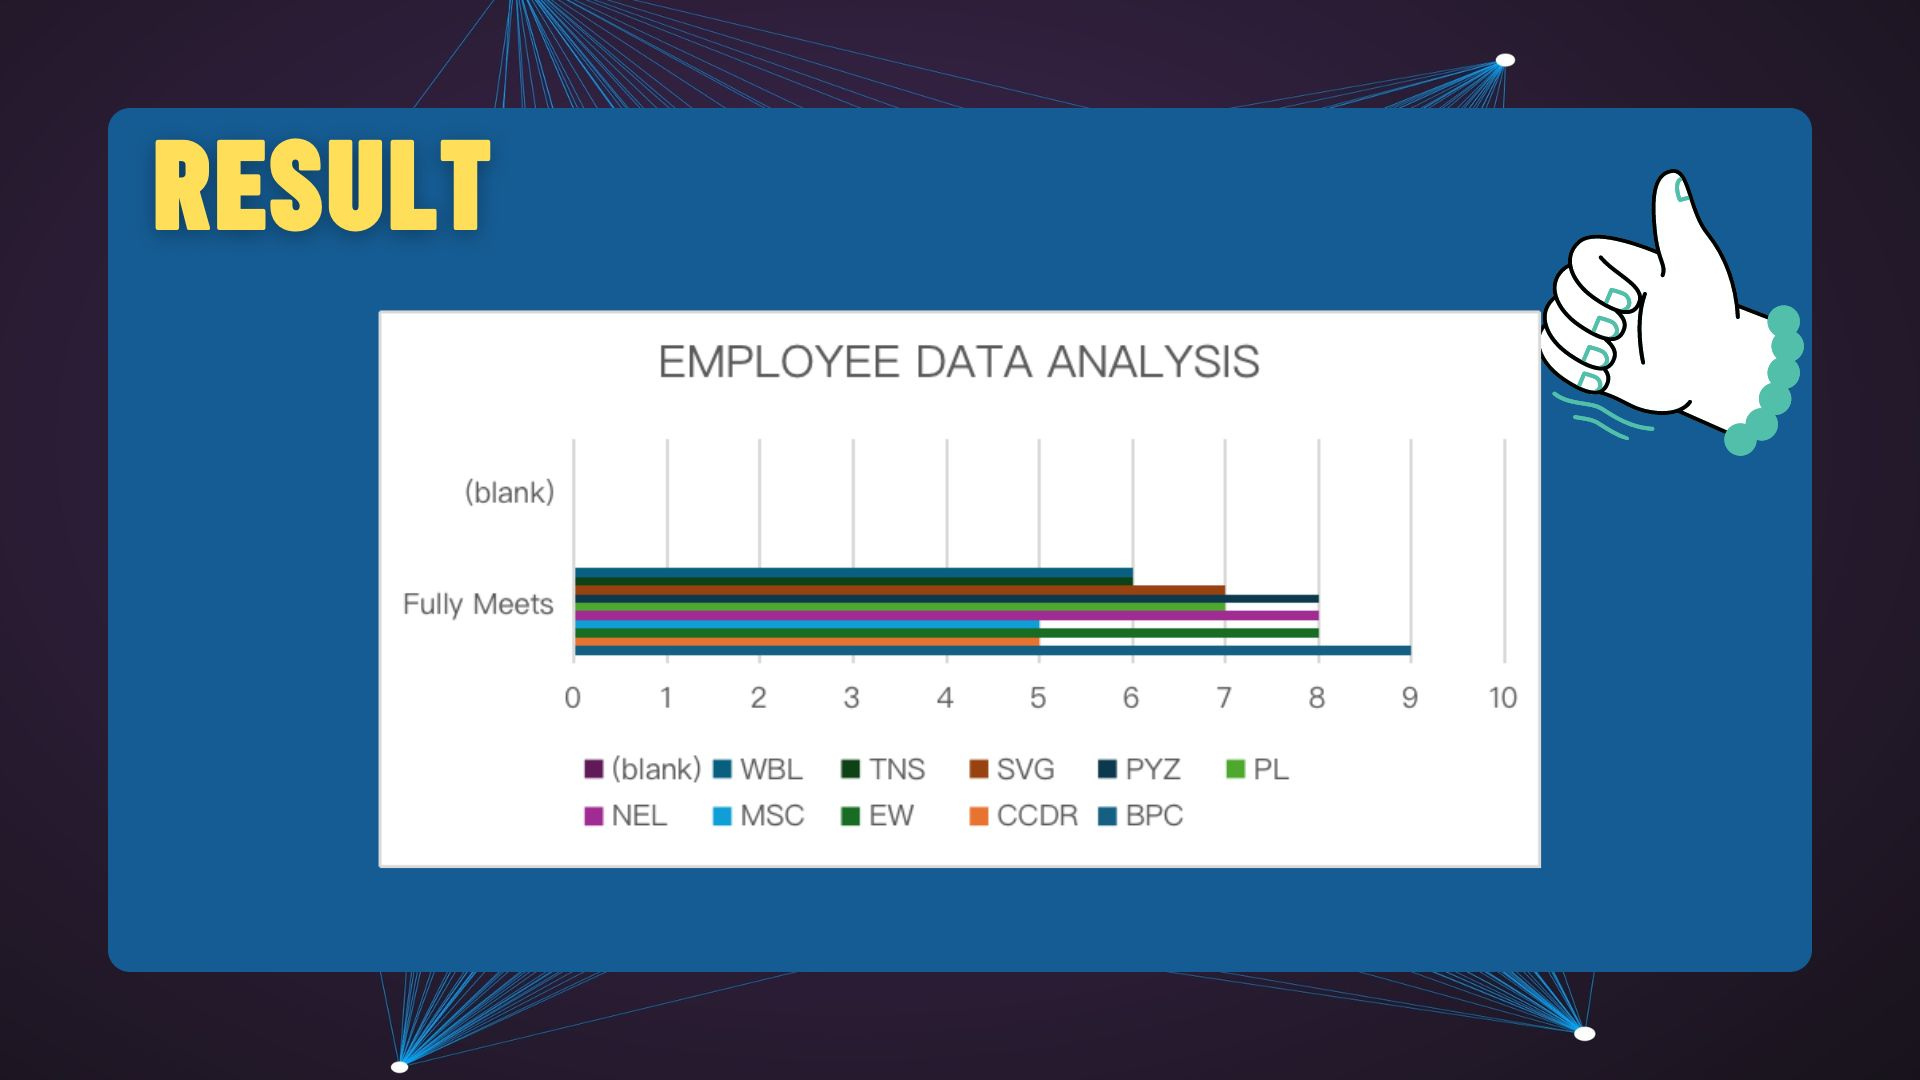 RESULT
EMPLOYEE DATA ANALYSIS
(blank)
Fully Meets
0 1 2 3 4 5 6 7 8 9 10
(blank) WBL TNS SVG PYZ PL
NEL MSC EW CCDR BPC